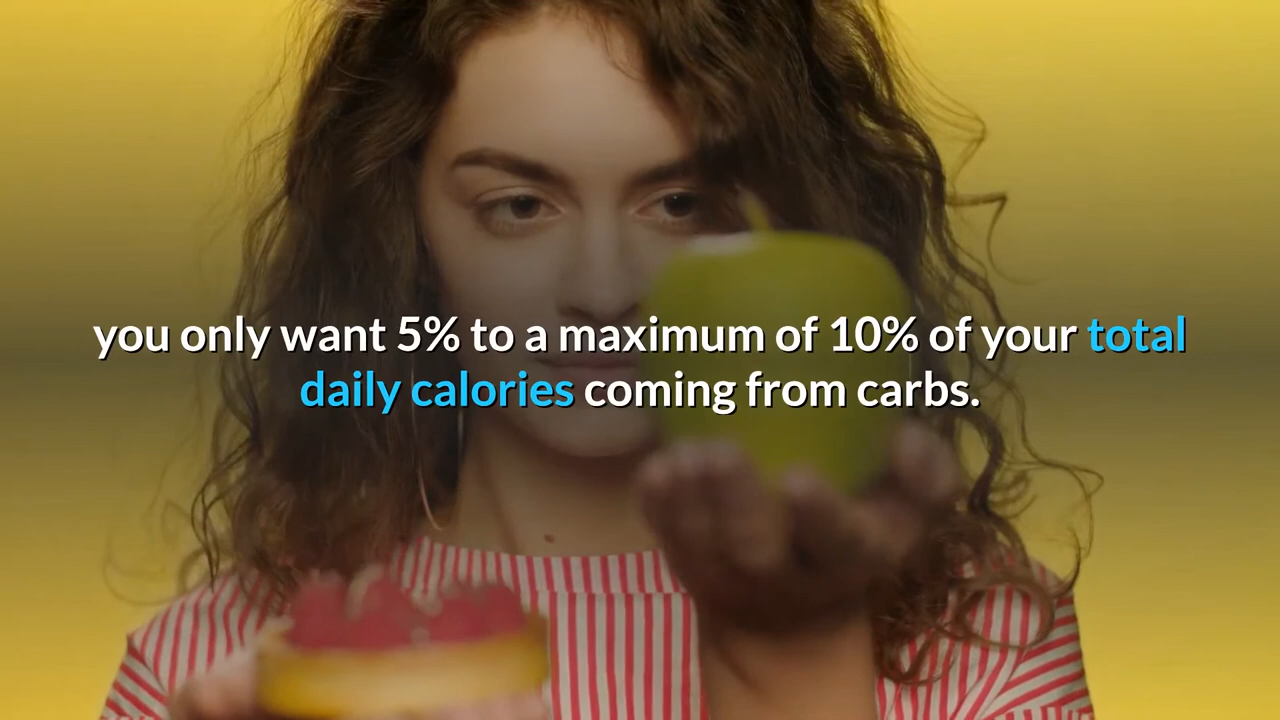 you only want 5% to a maximum of 10% of your total
daily calories coming from carbs.